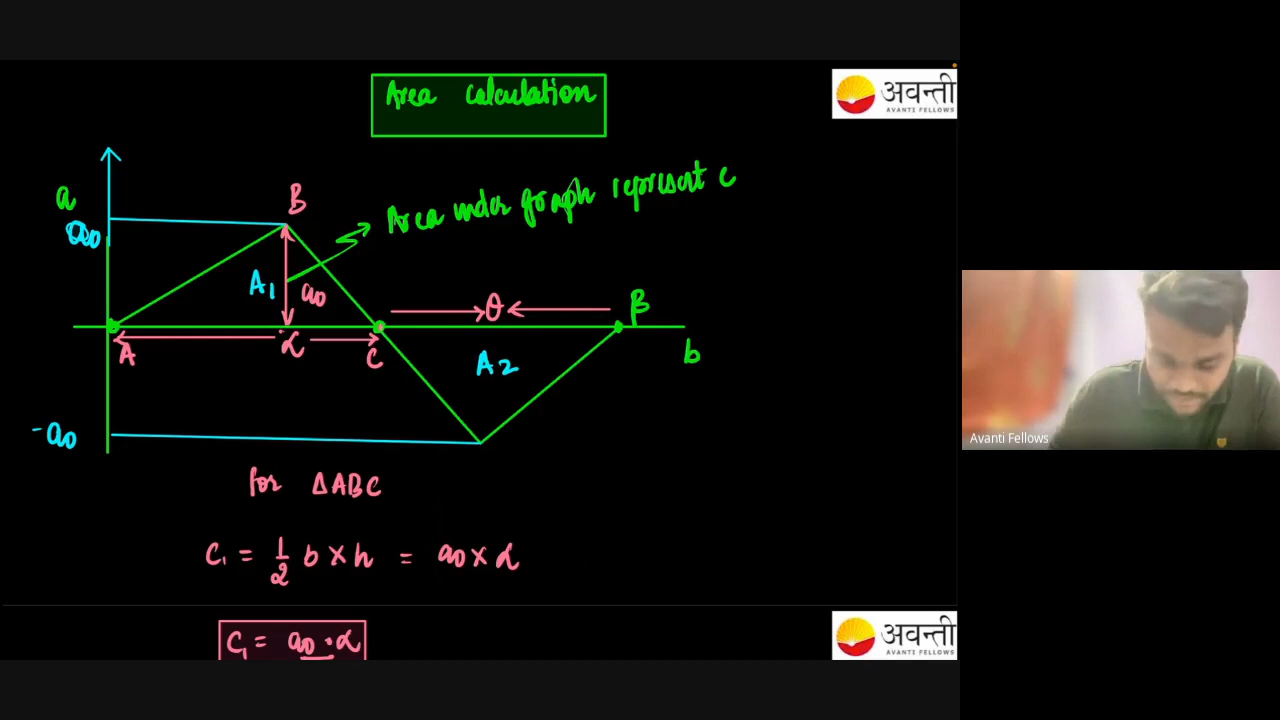 Area calculation
अवन्ती
AVANTI FELLOWS
a
a0
B
Area under graph represent c
A1
a0
θ
β
A
α
C
A2
b
-a0
for ΔABC
C1 = 1/2 b × h = a0 × α
C1 = a0 · α
अवन्ती
AVANTI FELLOWS
Avanti Fellows